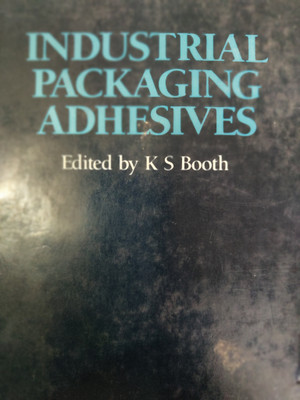 INDUSTRIAL
PACKAGING
ADHESIVES
Edited by K S Booth